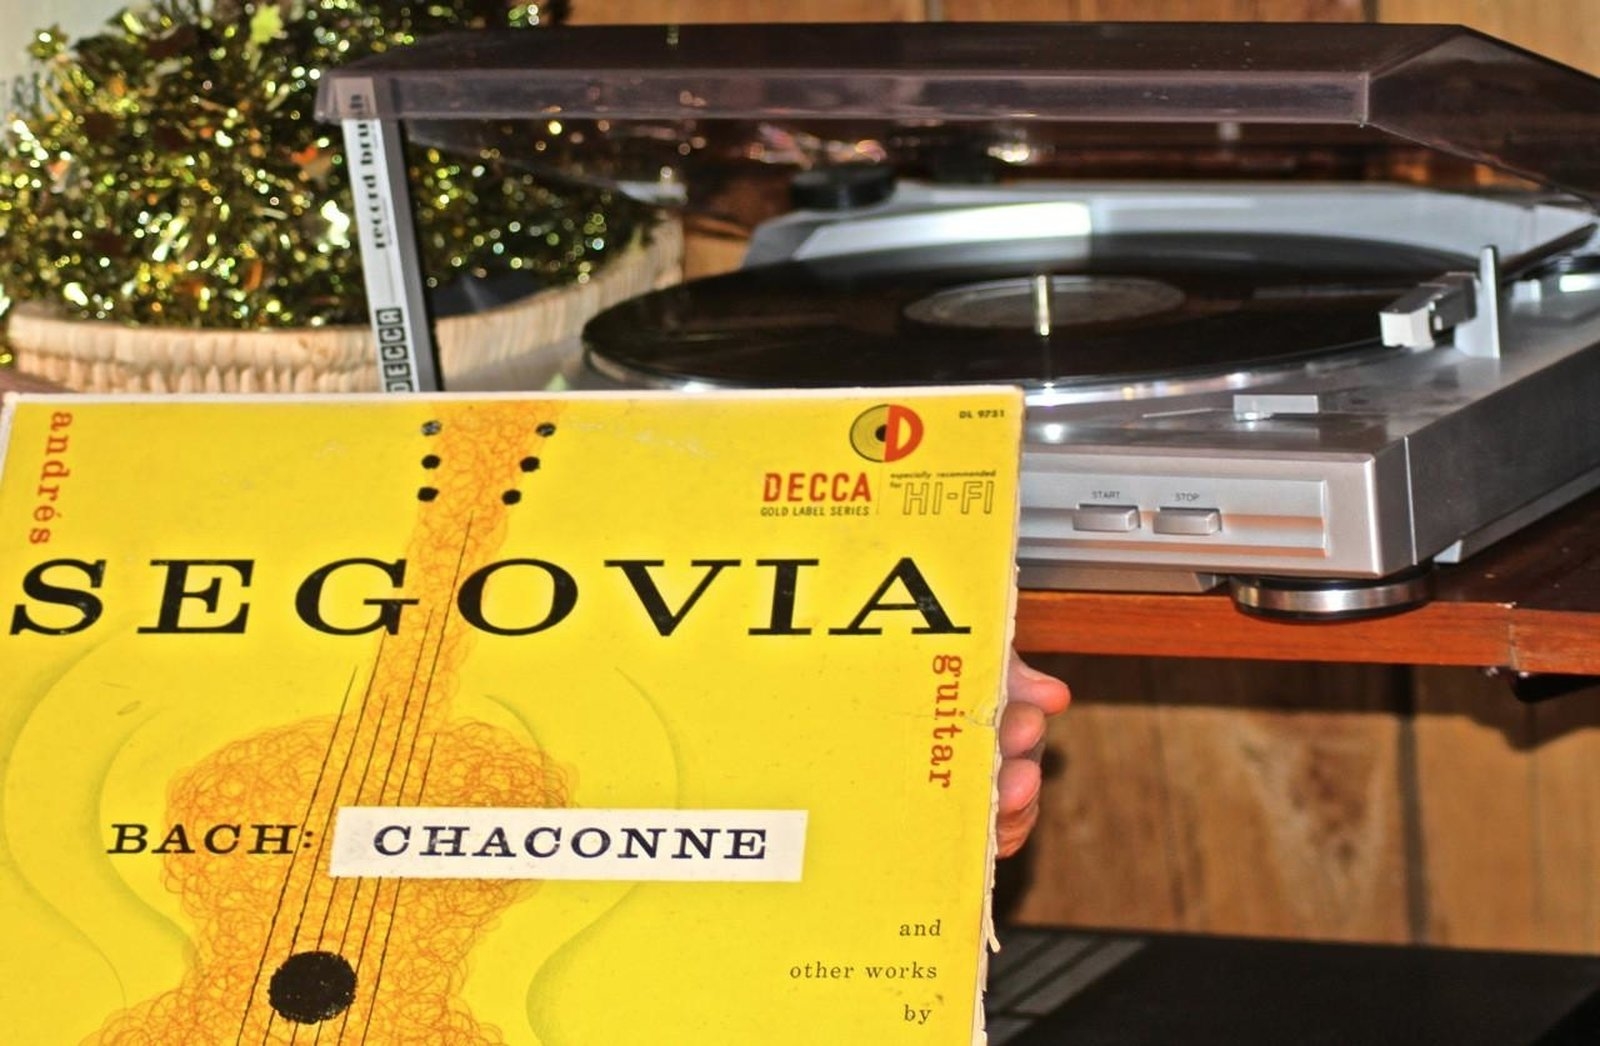 record brush
DECCA
andrés
DL 9751
DECCA
GOLD LABEL SERIES
especially recommended
for HI-FI
SEGOVIA
guitar
BACH: CHACONNE
and
other works
by
START
STOP